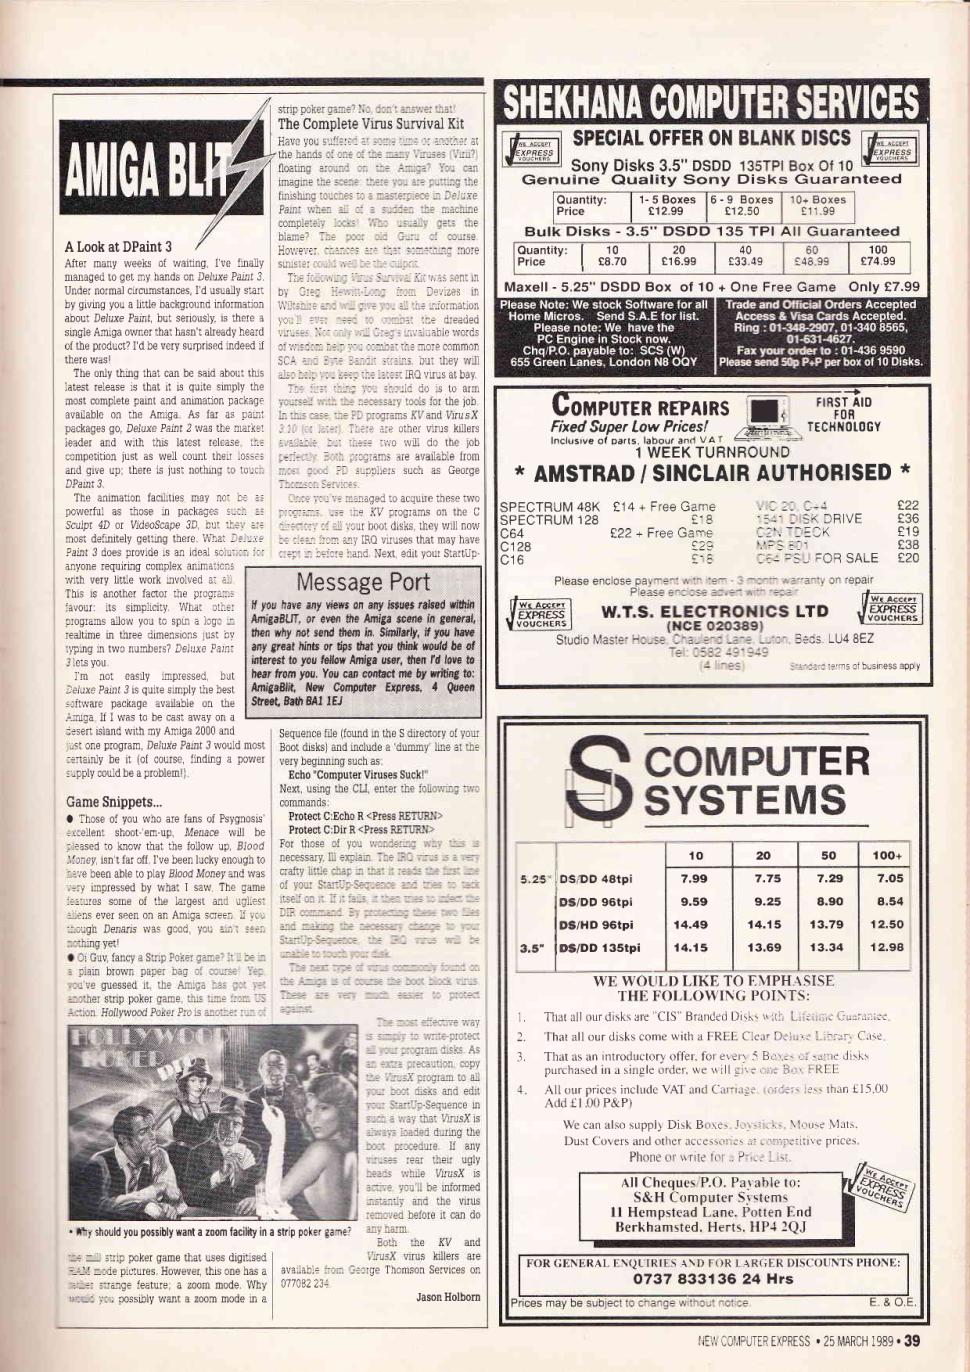 AMIGA BLIT
A Look at DPaint 3
After many weeks of waiting, I've finally
managed to get my hands on Deluxe Paint 3.
Under normal circumstances, I'd usually start
by giving you a little background information
about Deluxe Paint, but seriously, is there a
single Amiga owner that hasn't already heard
of the product? I'd be very surprised indeed if
there was!
The only thing that can be said about this
latest release is that it is quite simply the
most complete paint and animation package
available on the Amiga. As far as paint
packages go, Deluxe Paint 2 was the market
leader and with this latest release, the
competition just as well count their losses
and give up; there is just nothing to touch
DPaint 3.
The animation facilities may not be as
powerful as those in packages such as
Sculpt 4D or VideoScape 3D, but they are
most definitely getting there. What Deluxe
Paint 3 does provide is an ideal solution for
anyone requiring complex animations
with very little work involved at all.
This is another factor the programs
favour: its simplicity. What other
programs allow you to spin a logo in
realtime in three dimensions just by
typing in two numbers? Deluxe Paint
3 lets you.
I'm not easily impressed, but
Deluxe Paint 3 is quite simply the best
software package available on the
Amiga. If I was to be cast away on a
desert island with my Amiga 2000 and
just one program, Deluxe Paint 3 would most
certainly be it (of course, finding a power
supply could be a problem!).
Game Snippets...
● Those of you who are fans of Psygnosis'
excellent shoot-'em-up, Menace will be
pleased to know that the follow up, Blood
Money, isn't far off. I've been lucky enough to
have been able to play Blood Money and was
very impressed by what I saw. The game
features some of the largest and ugliest
aliens ever seen on an Amiga screen. If you
though Denaris was good, you ain't seen
nothing yet!
● Oi Guv, fancy a Strip Poker game? It'll be in
a plain brown paper bag of course! Yep,
you've guessed it, the Amiga has got yet
another strip poker game, this time from US
Action. Hollywood Poker Pro is another run of
HOLLYWOOD
POKER
• Why should you possibly want a zoom facility in a strip poker game?
the mill strip poker game that uses digitised
HAM mode pictures. However, this one has a
rather strange feature; a zoom mode. Why
would you possibly want a zoom mode in a
strip poker game? No, don't answer that!
The Complete Virus Survival Kit
Have you suffered at some time or another at
the hands of one of the many Viruses (Virii?)
floating around on the Amiga? You can
imagine the scene: there you are putting the
finishing touches to a masterpiece in Deluxe
Paint when all of a sudden the machine
completely locks! Who usually gets the
blame? The poor old Guru of course.
However, chances are that something more
sinister could well be the culprit.
The following Virus Survival Kit was sent in
by Greg Hewitt-Long from Devizes in
Wiltshire and will give you all the information
you'll ever need to combat the dreaded
viruses. Not only will Greg's invaluable words
of wisdom help you combat the more common
SCA and Byte Bandit strains, but they will
also help you keep the latest IRQ virus at bay.
The first thing you should do is to arm
yourself with the necessary tools for the job.
In this case, the PD programs KV and VirusX
3.10 (or later). There are other virus killers
available, but these two will do the job
perfectly. Both programs are available from
most good PD suppliers such as George
Thomson Services.
Once you've managed to acquire these two
programs, use the KV programs on the C
directory of all your boot disks, they will now
be clean from any IRQ viruses that may have
crept in before hand. Next, edit your StartUp-
Message Port
If you have any views on any issues raised within
AmigaBLIT, or even the Amiga scene in general,
then why not send them in. Similarly, if you have
any great hints or tips that you think would be of
interest to you fellow Amiga user, then I'd love to
hear from you. You can contact me by writing to:
AmigaBlit, New Computer Express, 4 Queen
Street, Bath BA1 1EJ
Sequence file (found in the S directory of your
Boot disks) and include a 'dummy' line at the
very beginning such as:
Echo "Computer Viruses Suck!"
Next, using the CLI, enter the following two
commands:
Protect C:Echo R <Press RETURN>
Protect C:Dir R <Press RETURN>
For those of you wondering why this is
necessary, Ill explain. The IRQ virus is a very
crafty little chap in that it reads the first line
of your StartUp-Sequence and tries to tack
itself on it. If it fails, it then tries to infect the
DIR command. By protecting these two files
and making the necessary change to your
StartUp-Sequence, the IRQ virus will be
unable to touch your disk.
The next type of virus commonly found on
the Amiga is of course the boot block virus.
These are very much easier to protect
against.
The most effective way
is simply to write-protect
all your program disks. As
an extra precaution, copy
the VirusX program to all
your boot disks and edit
your StartUp-Sequence in
such a way that VirusX is
always loaded during the
boot procedure. If any
viruses rear their ugly
heads while VirusX is
active, you'll be informed
instantly and the virus
removed before it can do
any harm.
Both the KV and
VirusX virus killers are
available from George Thomson Services on
077082 234.
Jason Holborn
SHEKHANA COMPUTER SERVICES
WE ACCEPT EXPRESS VOUCHERS
SPECIAL OFFER ON BLANK DISCS
WE ACCEPT EXPRESS VOUCHERS
Sony Disks 3.5" DSDD 135TPI Box Of 10
Genuine Quality Sony Disks Guaranteed
Quantity: 1- 5 Boxes 6 - 9 Boxes 10+ Boxes
Price £12.99 £12.50 £11.99
Bulk Disks - 3.5" DSDD 135 TPI All Guaranteed
Quantity: 10 20 40 60 100
Price £8.70 £16.99 £33.49 £48.99 £74.99
Maxell - 5.25" DSDD Box of 10 + One Free Game Only £7.99
Please Note: We stock Software for all
Home Micros. Send S.A.E for list.
Please note: We have the
PC Engine in Stock now.
Chq/P.O. payable to: SCS (W)
655 Green Lanes, London N8 OQY
Trade and Official Orders Accepted
Access & Visa Cards Accepted.
Ring : 01-348-2907, 01-340 8565,
01-631-4627.
Fax your order to : 01-436 9590
Please send 50p P+P per box of 10 Disks.
COMPUTER REPAIRS
Fixed Super Low Prices!
Inclusive of parts, labour and VAT
FIRST AID
FOR
TECHNOLOGY
1 WEEK TURNROUND
* AMSTRAD / SINCLAIR AUTHORISED *
SPECTRUM 48K £14 + Free Game VIC 20, C+4 £22
SPECTRUM 128 £18 1541 DISK DRIVE £36
C64 £22 + Free Game C2N TDECK £19
C128 £29 MPS 801 £38
C16 £18 C64 PSU FOR SALE £20
Please enclose payment with item - 3 month warranty on repair
Please enclose advert with repair
WE ACCEPT EXPRESS VOUCHERS
W.T.S. ELECTRONICS LTD
(NCE 020389)
WE ACCEPT EXPRESS VOUCHERS
Studio Master House, Chaulend Lane, Luton, Beds. LU4 8EZ
Tel: 0582 491949
(4 lines)
Standard terms of business apply
S H COMPUTER
SYSTEMS
10 20 50 100+
5.25" DS/DD 48tpi 7.99 7.75 7.29 7.05
DS/DD 96tpi 9.59 9.25 8.90 8.54
DS/HD 96tpi 14.49 14.15 13.79 12.50
3.5" DS/DD 135tpi 14.15 13.69 13.34 12.98
WE WOULD LIKE TO EMPHASISE
THE FOLLOWING POINTS:
1. That all our disks are "CIS" Branded Disks with Lifetime Guarantee.
2. That all our disks come with a FREE Clear Deluxe Library Case.
3. That as an introductory offer, for every 5 Boxes of same disks
purchased in a single order, we will give one Box FREE
4. All our prices include VAT and Carriage. (orders less than £15.00
Add £1.00 P&P)
We can also supply Disk Boxes, Joysticks, Mouse Mats,
Dust Covers and other accessories at competitive prices.
Phone or write for a Price List.
All Cheques/P.O. Payable to:
S&H Computer Systems
11 Hempstead Lane, Potten End
Berkhamsted, Herts, HP4 2QJ
WE ACCEPT EXPRESS VOUCHERS
FOR GENERAL ENQUIRIES AND FOR LARGER DISCOUNTS PHONE:
0737 833136 24 Hrs
Prices may be subject to change without notice. E. & O.E.
NEW COMPUTER EXPRESS • 25 MARCH 1989 • 39